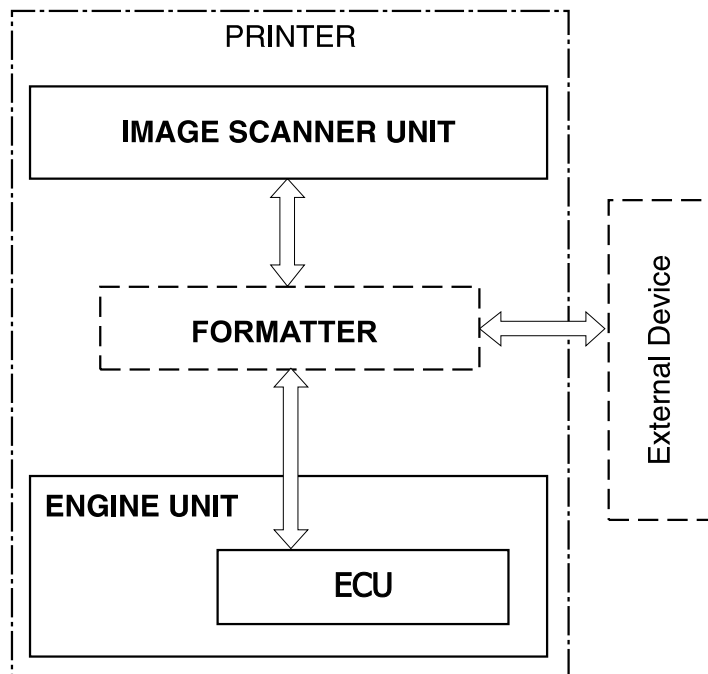 PRINTER
IMAGE SCANNER UNIT
FORMATTER
External Device
ENGINE UNIT
ECU